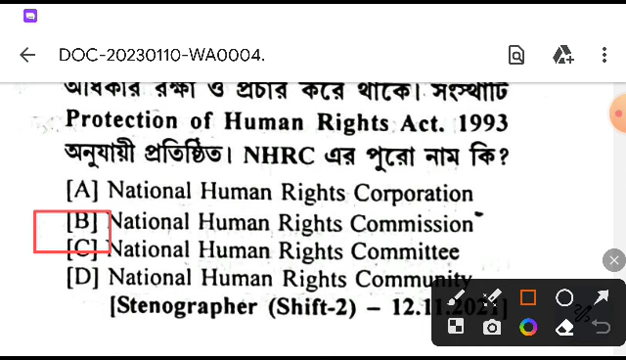 DOC-20230110-WA0004.
অধিকার রক্ষা ও প্রচার করে থাকে। সংস্থাটি
Protection of Human Rights Act. 1993
অনুযায়ী প্রতিষ্ঠিত। NHRC এর পুরো নাম কি?
[A] National Human Rights Corporation
[B] National Human Rights Commission
[C] National Human Rights Committee
[D] National Human Rights Community
[Stenographer (Shift-2) – 12.11.2021]